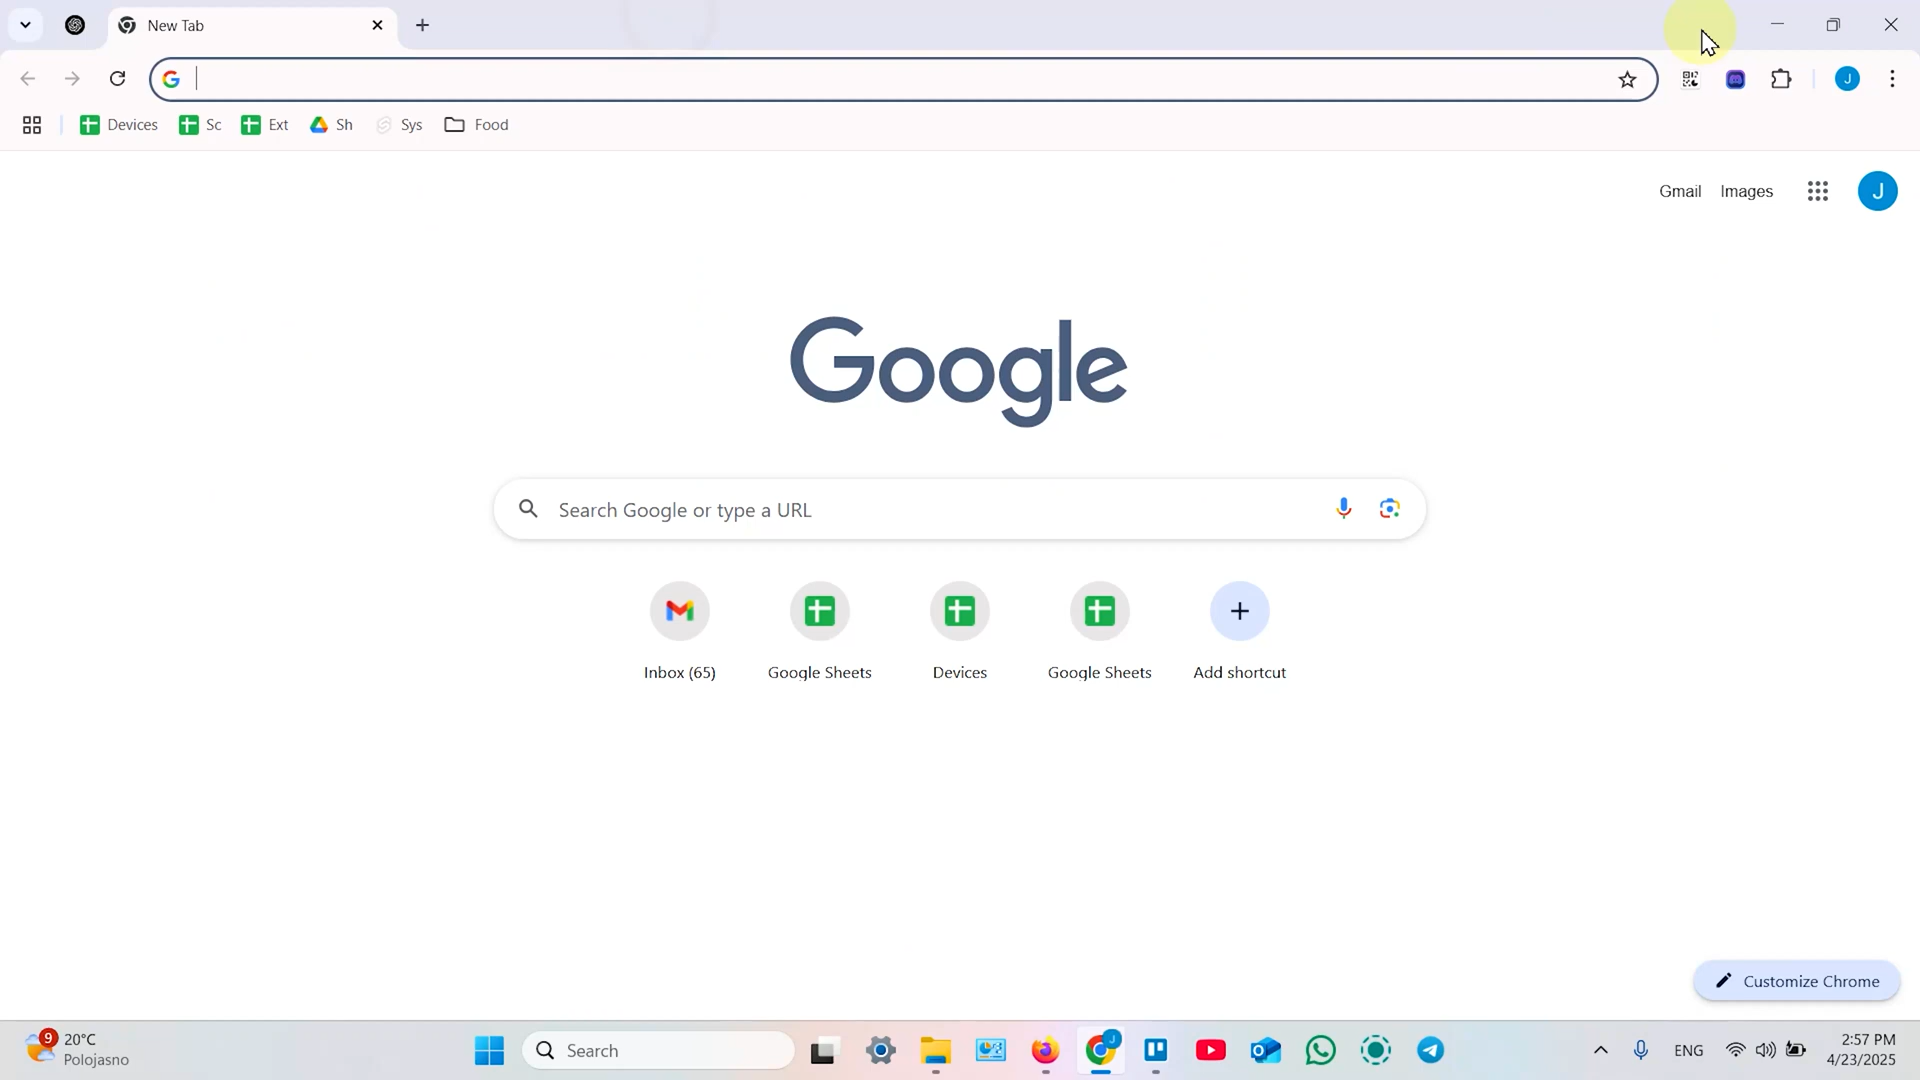 New Tab
Devices Sc Ext Sh Sys Food
Gmail Images
J
J
Google
Search Google or type a URL
Inbox (65) Google Sheets Devices Google Sheets Add shortcut
Customize Chrome
9
20°C
Polojasno
Search
J
ENG
2:57 PM
4/23/2025